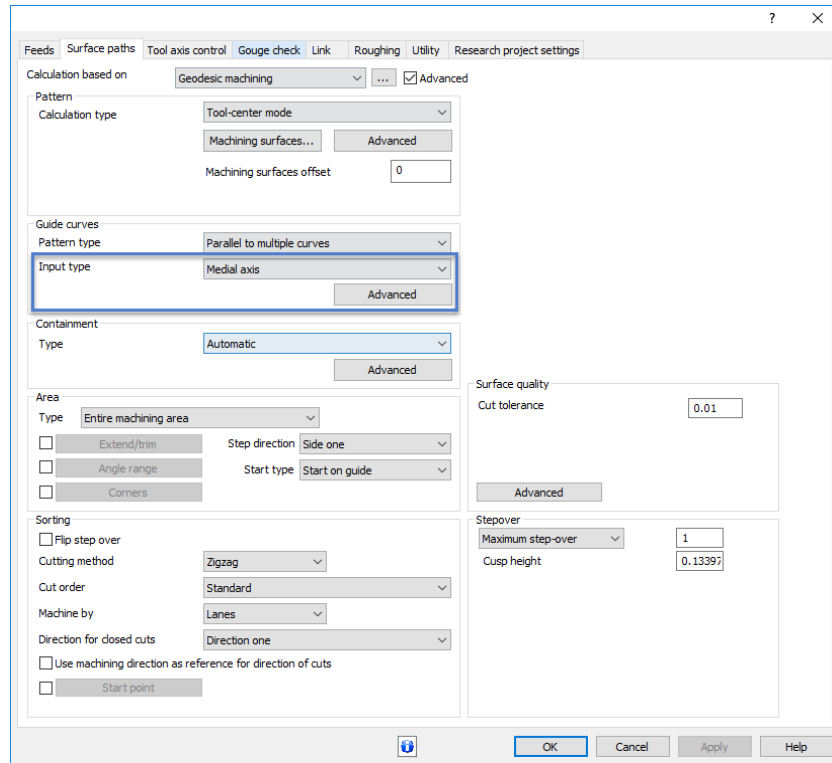 ? ×
Feeds Surface paths Tool axis control Gouge check Link Roughing Utility Research project settings
Calculation based on Geodesic machining ... Advanced
Pattern
Calculation type Tool-center mode
Machining surfaces... Advanced
Machining surfaces offset 0
Guide curves
Pattern type Parallel to multiple curves
Input type Medial axis
Advanced
Containment
Type Automatic
Advanced
Area
Type Entire machining area
Extend/trim Step direction Side one
Angle range Start type Start on guide
Corners
Surface quality
Cut tolerance 0.01
Advanced
Sorting
Flip step over
Cutting method Zigzag
Cut order Standard
Machine by Lanes
Direction for closed cuts Direction one
Use machining direction as reference for direction of cuts
Start point
Stepover
Maximum step-over 1
Cusp height 0.13397
OK Cancel Apply Help